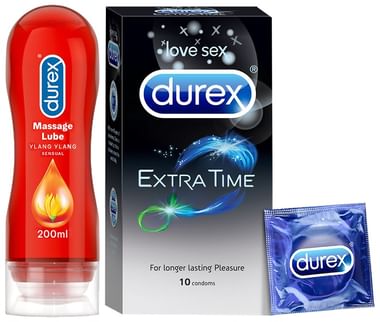 durex
Massage
Lube
YLANG YLANG
SENSUAL
200ml
love sex
durex®
EXTRA TIME
For longer lasting Pleasure
10 condoms
durex